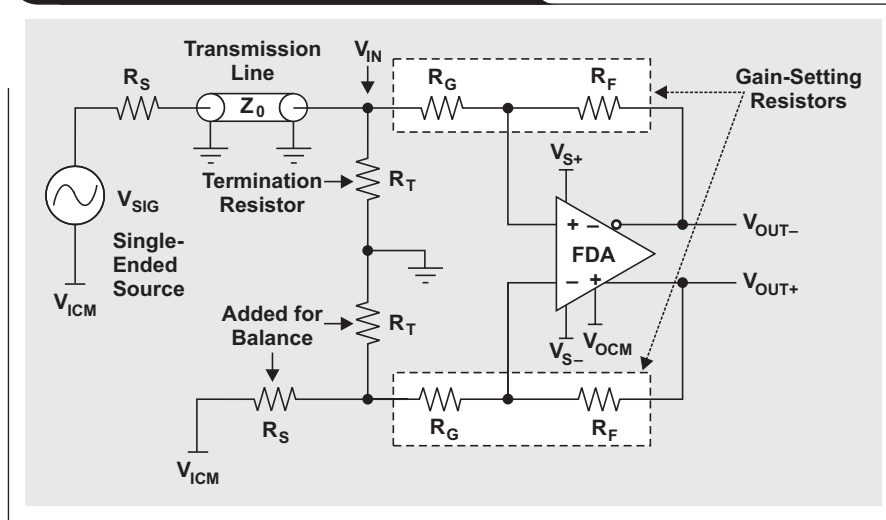 Transmission
Line
V_IN
R_S
Z_0
R_G
R_F
Gain-Setting
Resistors
V_S+
V_SIG
Termination
Resistor
R_T
+ –
FDA
– +
V_OUT–
V_OUT+
Single-
Ended
Source
V_ICM
Added for
Balance
R_T
V_S–
V_OCM
R_S
R_G
R_F
V_ICM